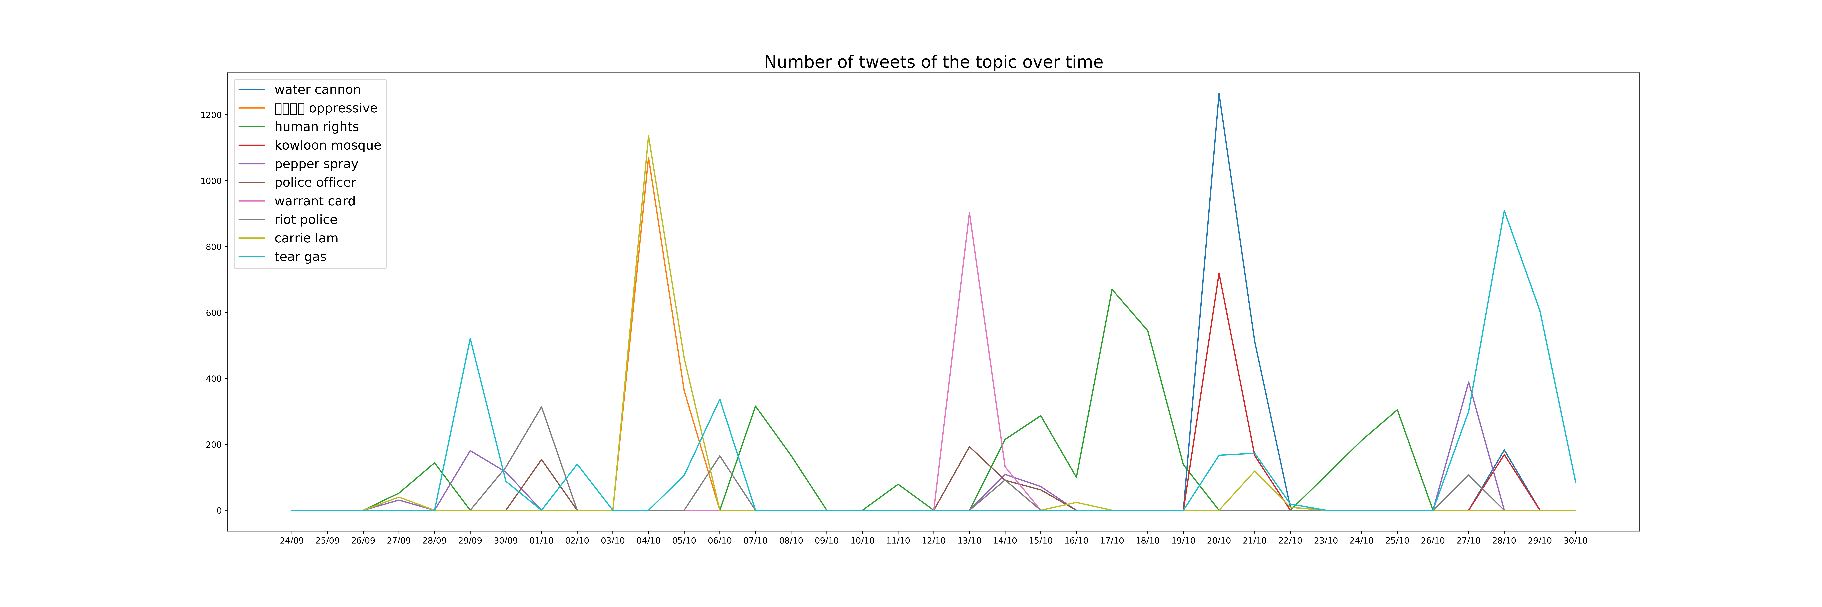 Number of tweets of the topic over time
water cannon
oppressive
human rights
kowloon mosque
pepper spray
police officer
warrant card
riot police
carrie lam
tear gas
1200
1000
800
600
400
200
0
24/09 25/09 26/09 27/09 28/09 29/09 30/09 01/10 02/10 03/10 04/10 05/10 06/10 07/10 08/10 09/10 10/10 11/10 12/10 13/10 14/10 15/10 16/10 17/10 18/10 19/10 20/10 21/10 22/10 23/10 24/10 25/10 26/10 27/10 28/10 29/10 30/10